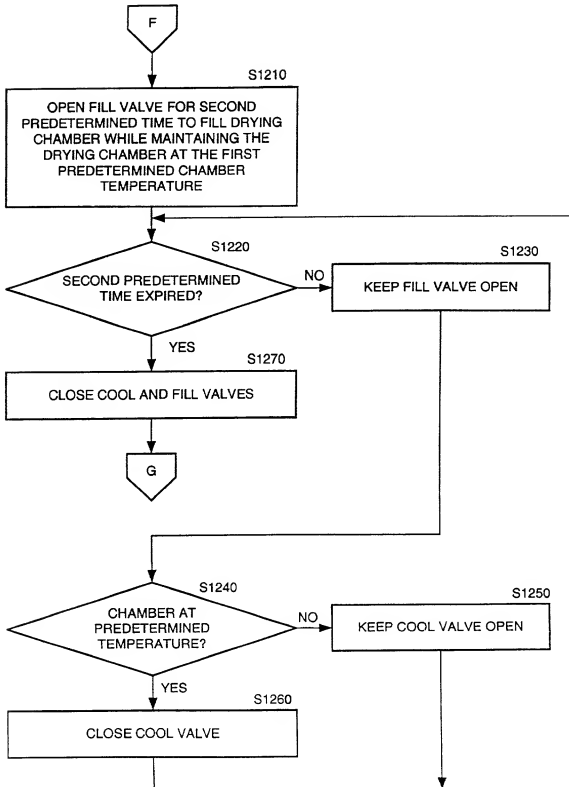 F
S1210
OPEN FILL VALVE FOR SECOND
PREDETERMINED TIME TO FILL DRYING
CHAMBER WHILE MAINTAINING THE
DRYING CHAMBER AT THE FIRST
PREDETERMINED CHAMBER
TEMPERATURE
S1220
SECOND PREDETERMINED
TIME EXPIRED?
NO
S1230
KEEP FILL VALVE OPEN
YES
S1270
CLOSE COOL AND FILL VALVES
G
S1240
CHAMBER AT
PREDETERMINED
TEMPERATURE?
NO
S1250
KEEP COOL VALVE OPEN
YES
S1260
CLOSE COOL VALVE